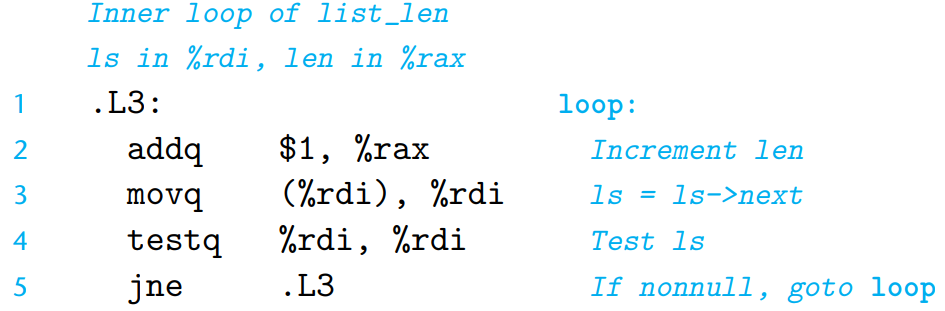 Inner loop of list_len
ls in %rdi, len in %rax
1 .L3: loop:
2 addq $1, %rax Increment len
3 movq (%rdi), %rdi ls = ls->next
4 testq %rdi, %rdi Test ls
5 jne .L3 If nonnull, goto loop